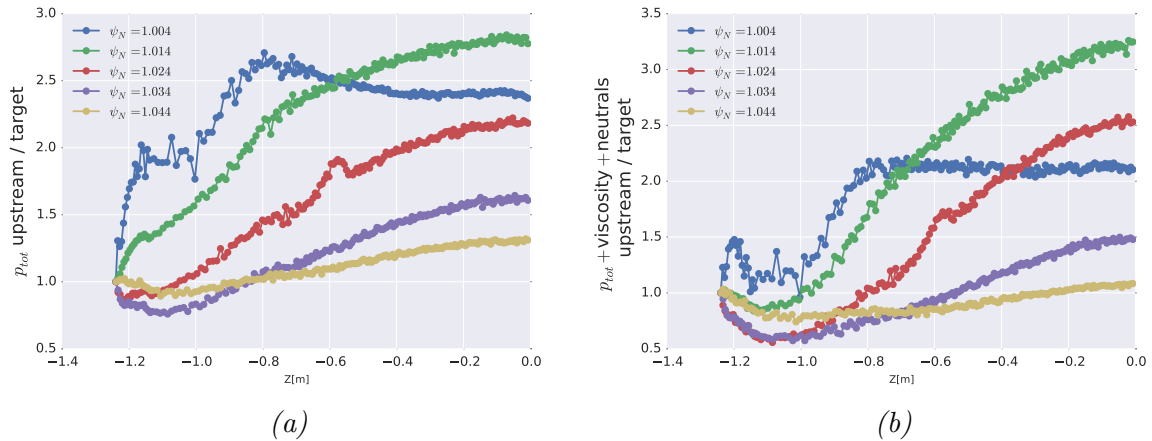 3.0
2.5
2.0
1.5
1.0
0.5
p_tot upstream / target
ψ_N = 1.004
ψ_N = 1.014
ψ_N = 1.024
ψ_N = 1.034
ψ_N = 1.044
−1.4 −1.2 −1.0 −0.8 −0.6 −0.4 −0.2 0.0
Z[m]
(a)
3.5
3.0
2.5
2.0
1.5
1.0
0.5
p_tot + viscosity + neutrals
upstream / target
ψ_N = 1.004
ψ_N = 1.014
ψ_N = 1.024
ψ_N = 1.034
ψ_N = 1.044
−1.4 −1.2 −1.0 −0.8 −0.6 −0.4 −0.2 0.0
Z[m]
(b)